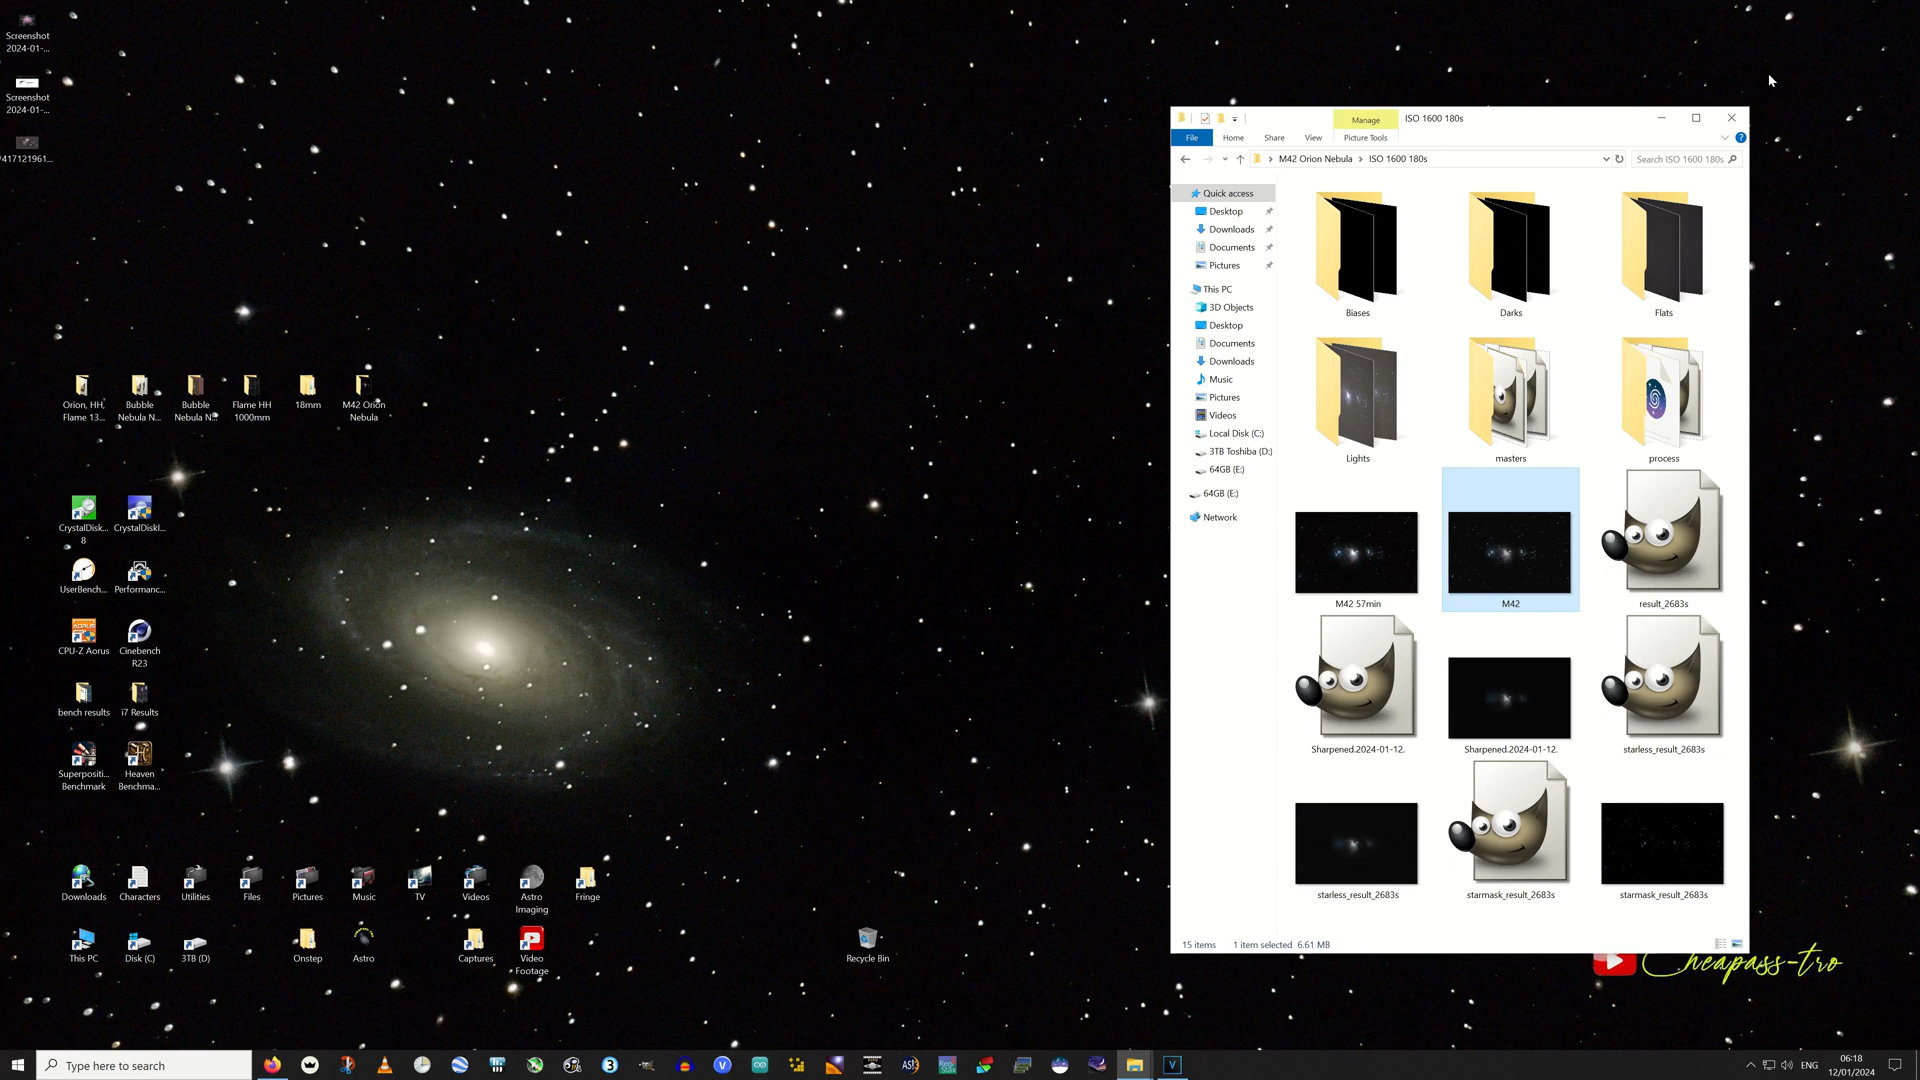 Screenshot
2024-01-...
Screenshot
2024-01-...
417121961...
Orion, HH,
Flame 13...
Bubble
Nebula N...
Bubble
Nebula N...
Flame HH
1000mm
18mm
M42 Orion
Nebula
CrystalDisk...
8
CrystalDiskI...
UserBench...
Performanc...
CPU-Z Aorus
Cinebench
R23
bench results
i7 Results
Superpositi...
Benchmark
Heaven
Benchma...
Downloads
Characters
Utilities
Files
Pictures
Music
TV
Videos
Astro
Imaging
Fringe
This PC
Disk (C)
3TB (D)
Onstep
Astro
Captures
Video
Footage
Recycle Bin
Manage
ISO 1600 180s
File
Home
Share
View
Picture Tools
M42 Orion Nebula > ISO 1600 180s
Search ISO 1600 180s
Quick access
Desktop
Downloads
Documents
Pictures
This PC
3D Objects
Desktop
Documents
Downloads
Music
Pictures
Videos
Local Disk (C:)
3TB Toshiba (D:)
64GB (E:)
64GB (E:)
Network
Biases
Darks
Flats
Lights
masters
process
M42 57min
M42
result_2683s
Sharpened.2024-01-12.
Sharpened.2024-01-12.
starless_result_2683s
starless_result_2683s
starmask_result_2683s
starmask_result_2683s
15 items
1 item selected 6.61 MB
Cheapass-tro
Type here to search
ENG
06:18
12/01/2024